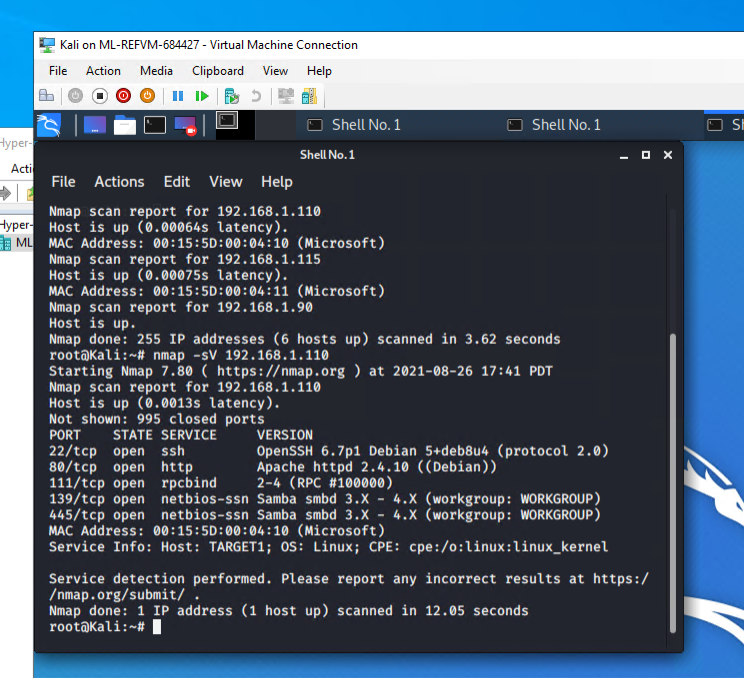 Kali on ML-REFVM-684427 - Virtual Machine Connection
File Action Media Clipboard View Help
Shell No. 1
Shell No. 1
Sh
Hyper-
Acti
Hyper-
ML
Shell No. 1
File Actions Edit View Help
Nmap scan report for 192.168.1.110
Host is up (0.00064s latency).
MAC Address: 00:15:5D:00:04:10 (Microsoft)
Nmap scan report for 192.168.1.115
Host is up (0.00075s latency).
MAC Address: 00:15:5D:00:04:11 (Microsoft)
Nmap scan report for 192.168.1.90
Host is up.
Nmap done: 255 IP addresses (6 hosts up) scanned in 3.62 seconds
root@Kali:~# nmap -sV 192.168.1.110
Starting Nmap 7.80 ( https://nmap.org ) at 2021-08-26 17:41 PDT
Nmap scan report for 192.168.1.110
Host is up (0.0013s latency).
Not shown: 995 closed ports
PORT STATE SERVICE VERSION
22/tcp open ssh OpenSSH 6.7p1 Debian 5+deb8u4 (protocol 2.0)
80/tcp open http Apache httpd 2.4.10 ((Debian))
111/tcp open rpcbind 2-4 (RPC #100000)
139/tcp open netbios-ssn Samba smbd 3.X - 4.X (workgroup: WORKGROUP)
445/tcp open netbios-ssn Samba smbd 3.X - 4.X (workgroup: WORKGROUP)
MAC Address: 00:15:5D:00:04:10 (Microsoft)
Service Info: Host: TARGET1; OS: Linux; CPE: cpe:/o:linux:linux_kernel
Service detection performed. Please report any incorrect results at https:/
/nmap.org/submit/ .
Nmap done: 1 IP address (1 host up) scanned in 12.05 seconds
root@Kali:~#